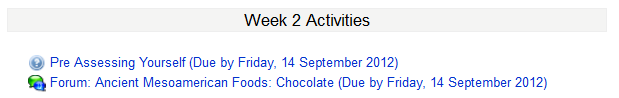 Week 2 Activities
Pre Assessing Yourself (Due by Friday, 14 September 2012)
Forum: Ancient Mesoamerican Foods: Chocolate (Due by Friday, 14 September 2012)